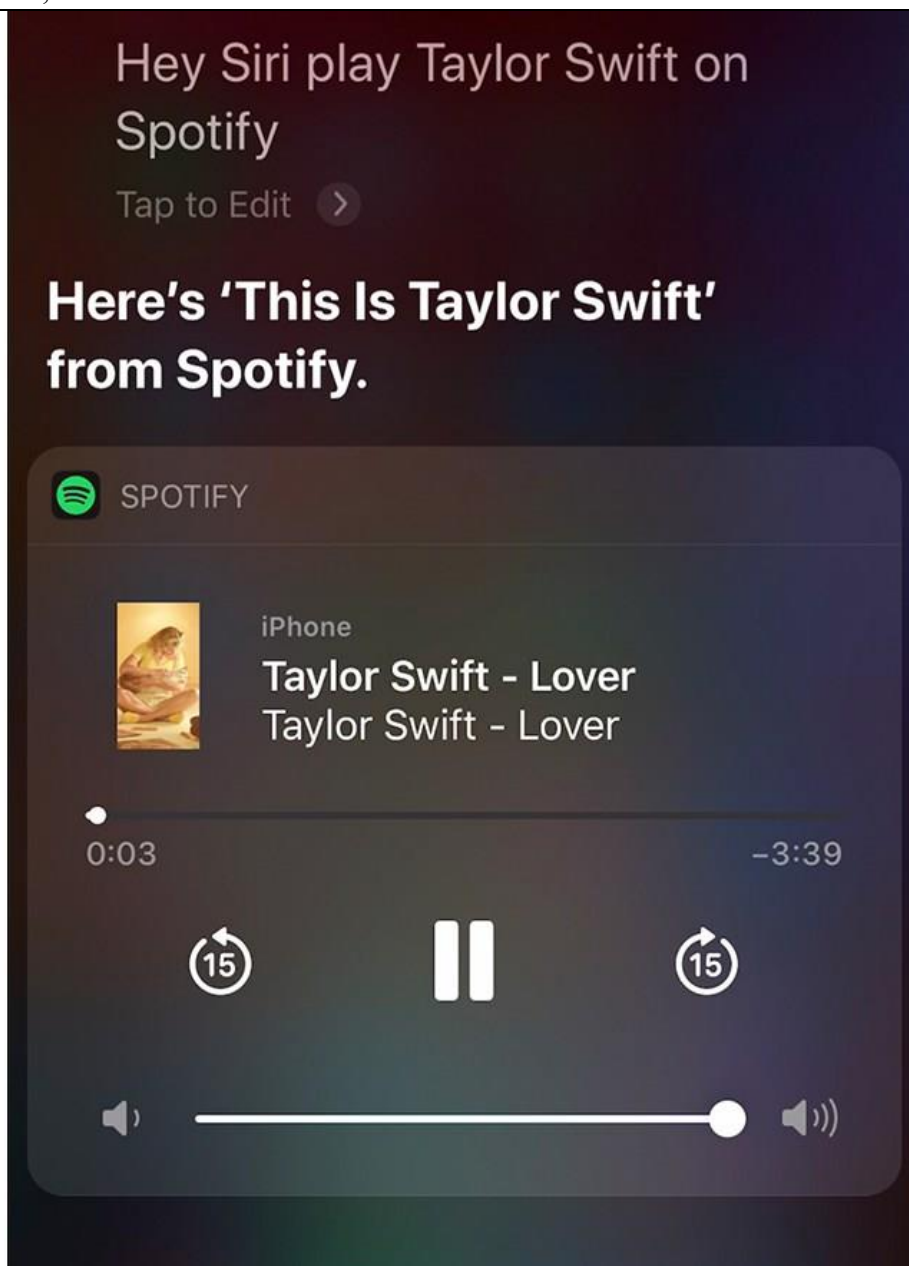 Hey Siri play Taylor Swift on
Spotify
Tap to Edit
Here's ‘This Is Taylor Swift’
from Spotify.
SPOTIFY
iPhone
Taylor Swift - Lover
Taylor Swift - Lover
0:03 −3:39
15 15